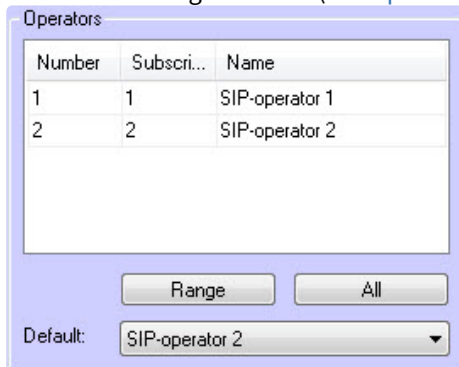 Operators
Number Subscri... Name
1 1 SIP-operator 1
2 2 SIP-operator 2
Range All
Default: SIP-operator 2